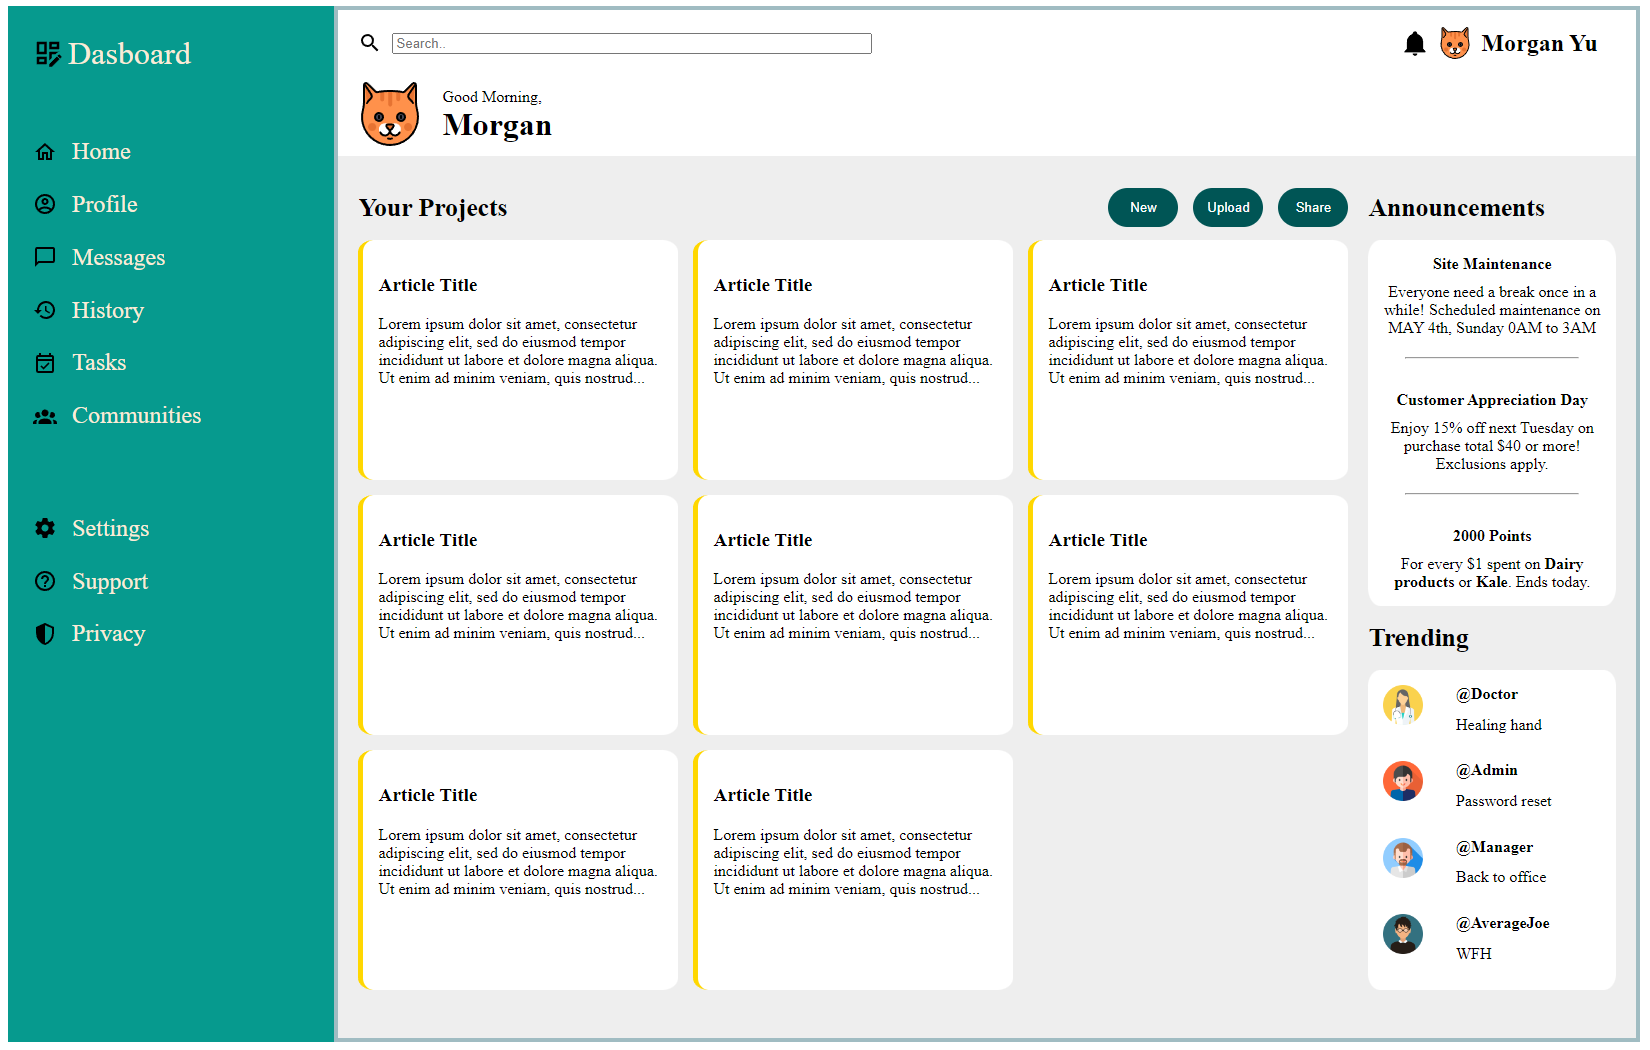 Dasboard
Home
Profile
Messages
History
Tasks
Communities
Settings
Support
Privacy
Search..
Morgan Yu
Good Morning,
Morgan
Your Projects
New
Upload
Share
Article Title
Lorem ipsum dolor sit amet, consectetur
adipiscing elit, sed do eiusmod tempor
incididunt ut labore et dolore magna aliqua.
Ut enim ad minim veniam, quis nostrud...
Article Title
Lorem ipsum dolor sit amet, consectetur
adipiscing elit, sed do eiusmod tempor
incididunt ut labore et dolore magna aliqua.
Ut enim ad minim veniam, quis nostrud...
Article Title
Lorem ipsum dolor sit amet, consectetur
adipiscing elit, sed do eiusmod tempor
incididunt ut labore et dolore magna aliqua.
Ut enim ad minim veniam, quis nostrud...
Article Title
Lorem ipsum dolor sit amet, consectetur
adipiscing elit, sed do eiusmod tempor
incididunt ut labore et dolore magna aliqua.
Ut enim ad minim veniam, quis nostrud...
Article Title
Lorem ipsum dolor sit amet, consectetur
adipiscing elit, sed do eiusmod tempor
incididunt ut labore et dolore magna aliqua.
Ut enim ad minim veniam, quis nostrud...
Article Title
Lorem ipsum dolor sit amet, consectetur
adipiscing elit, sed do eiusmod tempor
incididunt ut labore et dolore magna aliqua.
Ut enim ad minim veniam, quis nostrud...
Article Title
Lorem ipsum dolor sit amet, consectetur
adipiscing elit, sed do eiusmod tempor
incididunt ut labore et dolore magna aliqua.
Ut enim ad minim veniam, quis nostrud...
Article Title
Lorem ipsum dolor sit amet, consectetur
adipiscing elit, sed do eiusmod tempor
incididunt ut labore et dolore magna aliqua.
Ut enim ad minim veniam, quis nostrud...
Announcements
Site Maintenance
Everyone need a break once in a
while! Scheduled maintenance on
MAY 4th, Sunday 0AM to 3AM
Customer Appreciation Day
Enjoy 15% off next Tuesday on
purchase total $40 or more!
Exclusions apply.
2000 Points
For every $1 spent on Dairy
products or Kale. Ends today.
Trending
@Doctor
Healing hand
@Admin
Password reset
@Manager
Back to office
@AverageJoe
WFH